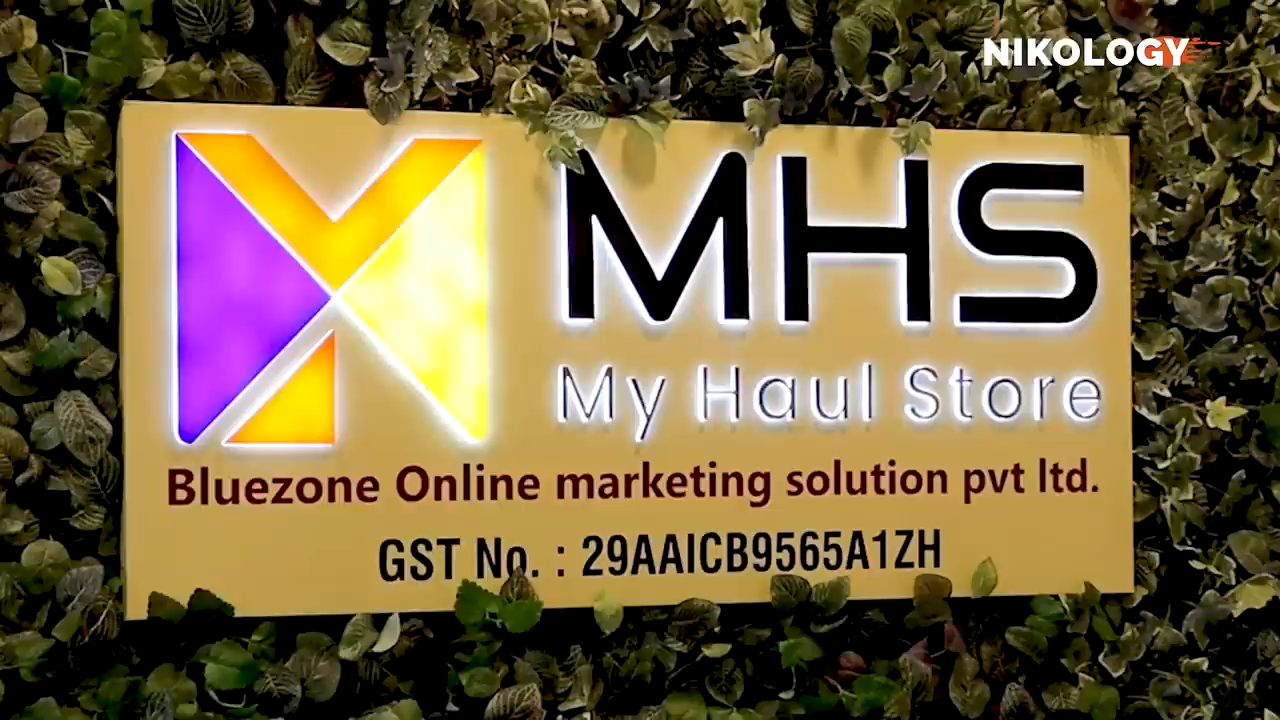 NIKOLOGY
MHS
My Haul Store
Bluezone Online marketing solution pvt ltd.
GST No. : 29AAICB9565A1ZH